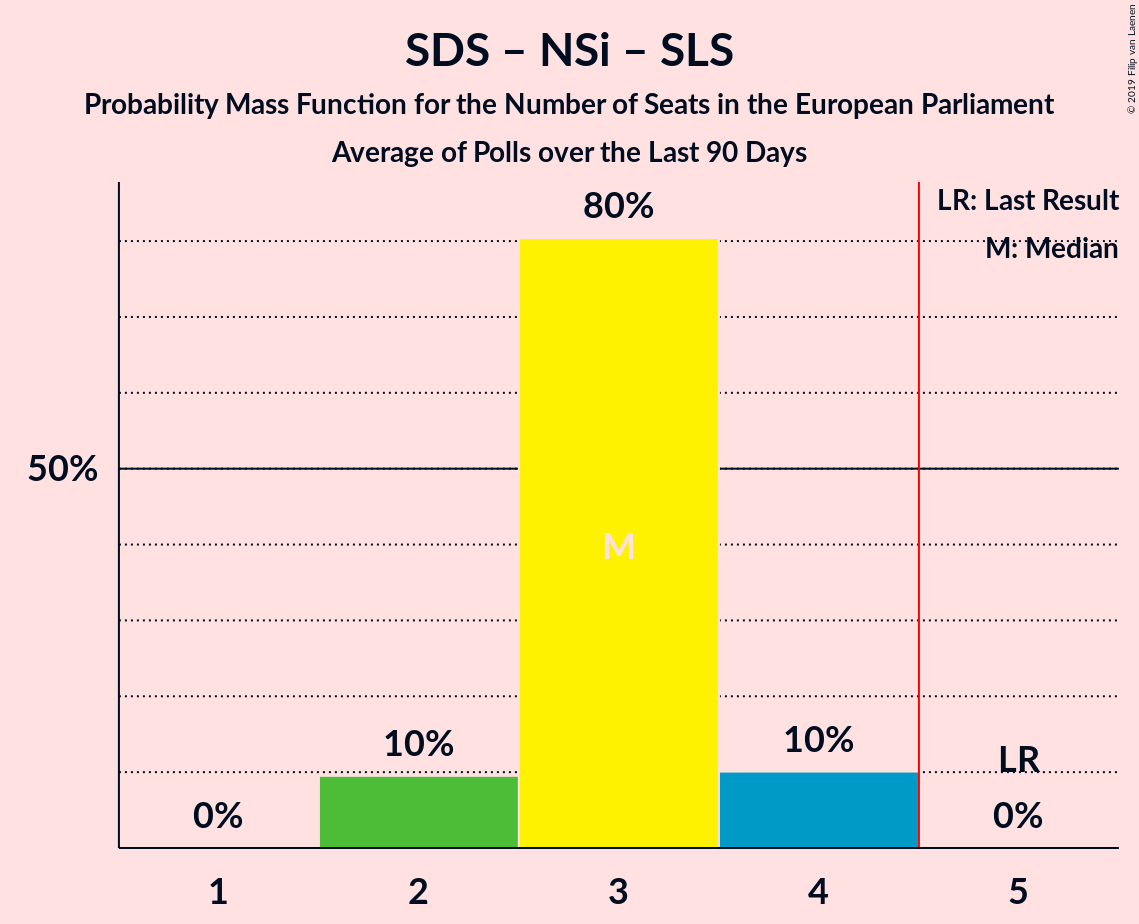 SDS – NSi – SLS
Probability Mass Function for the Number of Seats in the European Parliament
Average of Polls over the Last 90 Days
© 2019 Filip van Laenen
LR: Last Result
M: Median
80%
50%
M
10%
10%
LR
0%
0%
1 2 3 4 5